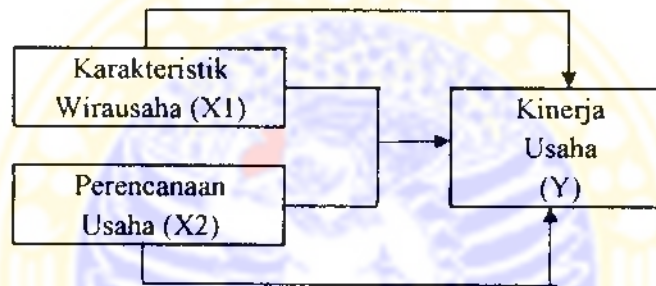 Karakteristik
Wirausaha (X1)
Kinerja
Usaha
(Y)
Perencanaan
Usaha (X2)